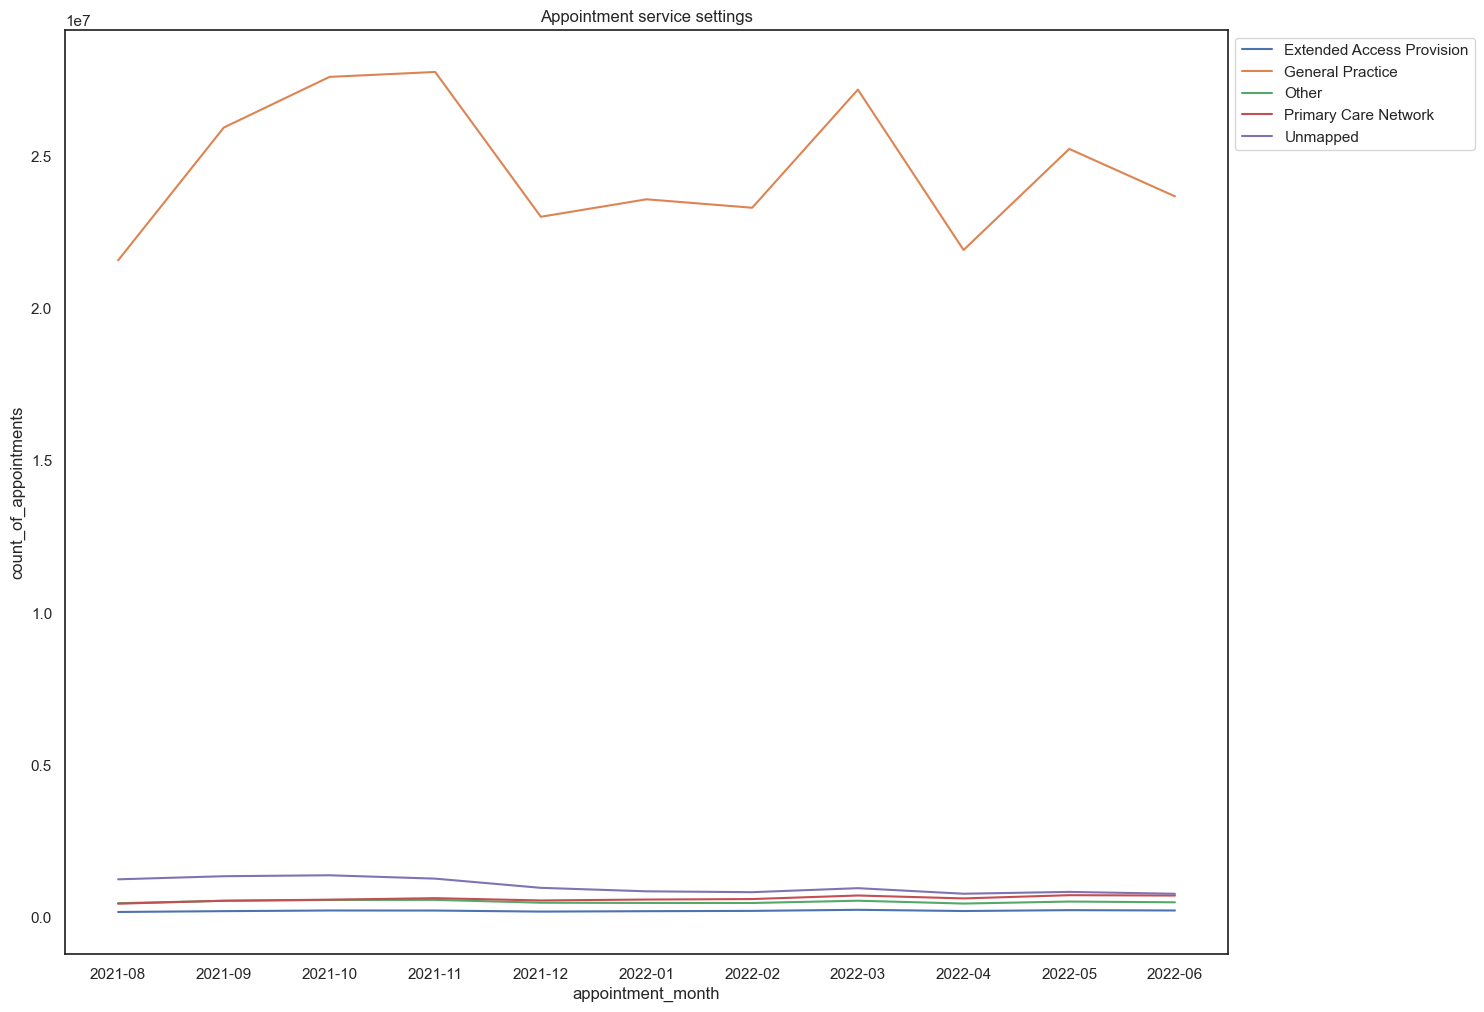 Appointment service settings
1e7
Extended Access Provision
General Practice
Other
Primary Care Network
Unmapped
2.5
2.0
1.5
1.0
0.5
0.0
count_of_appointments
2021-08 2021-09 2021-10 2021-11 2021-12 2022-01 2022-02 2022-03 2022-04 2022-05 2022-06
appointment_month